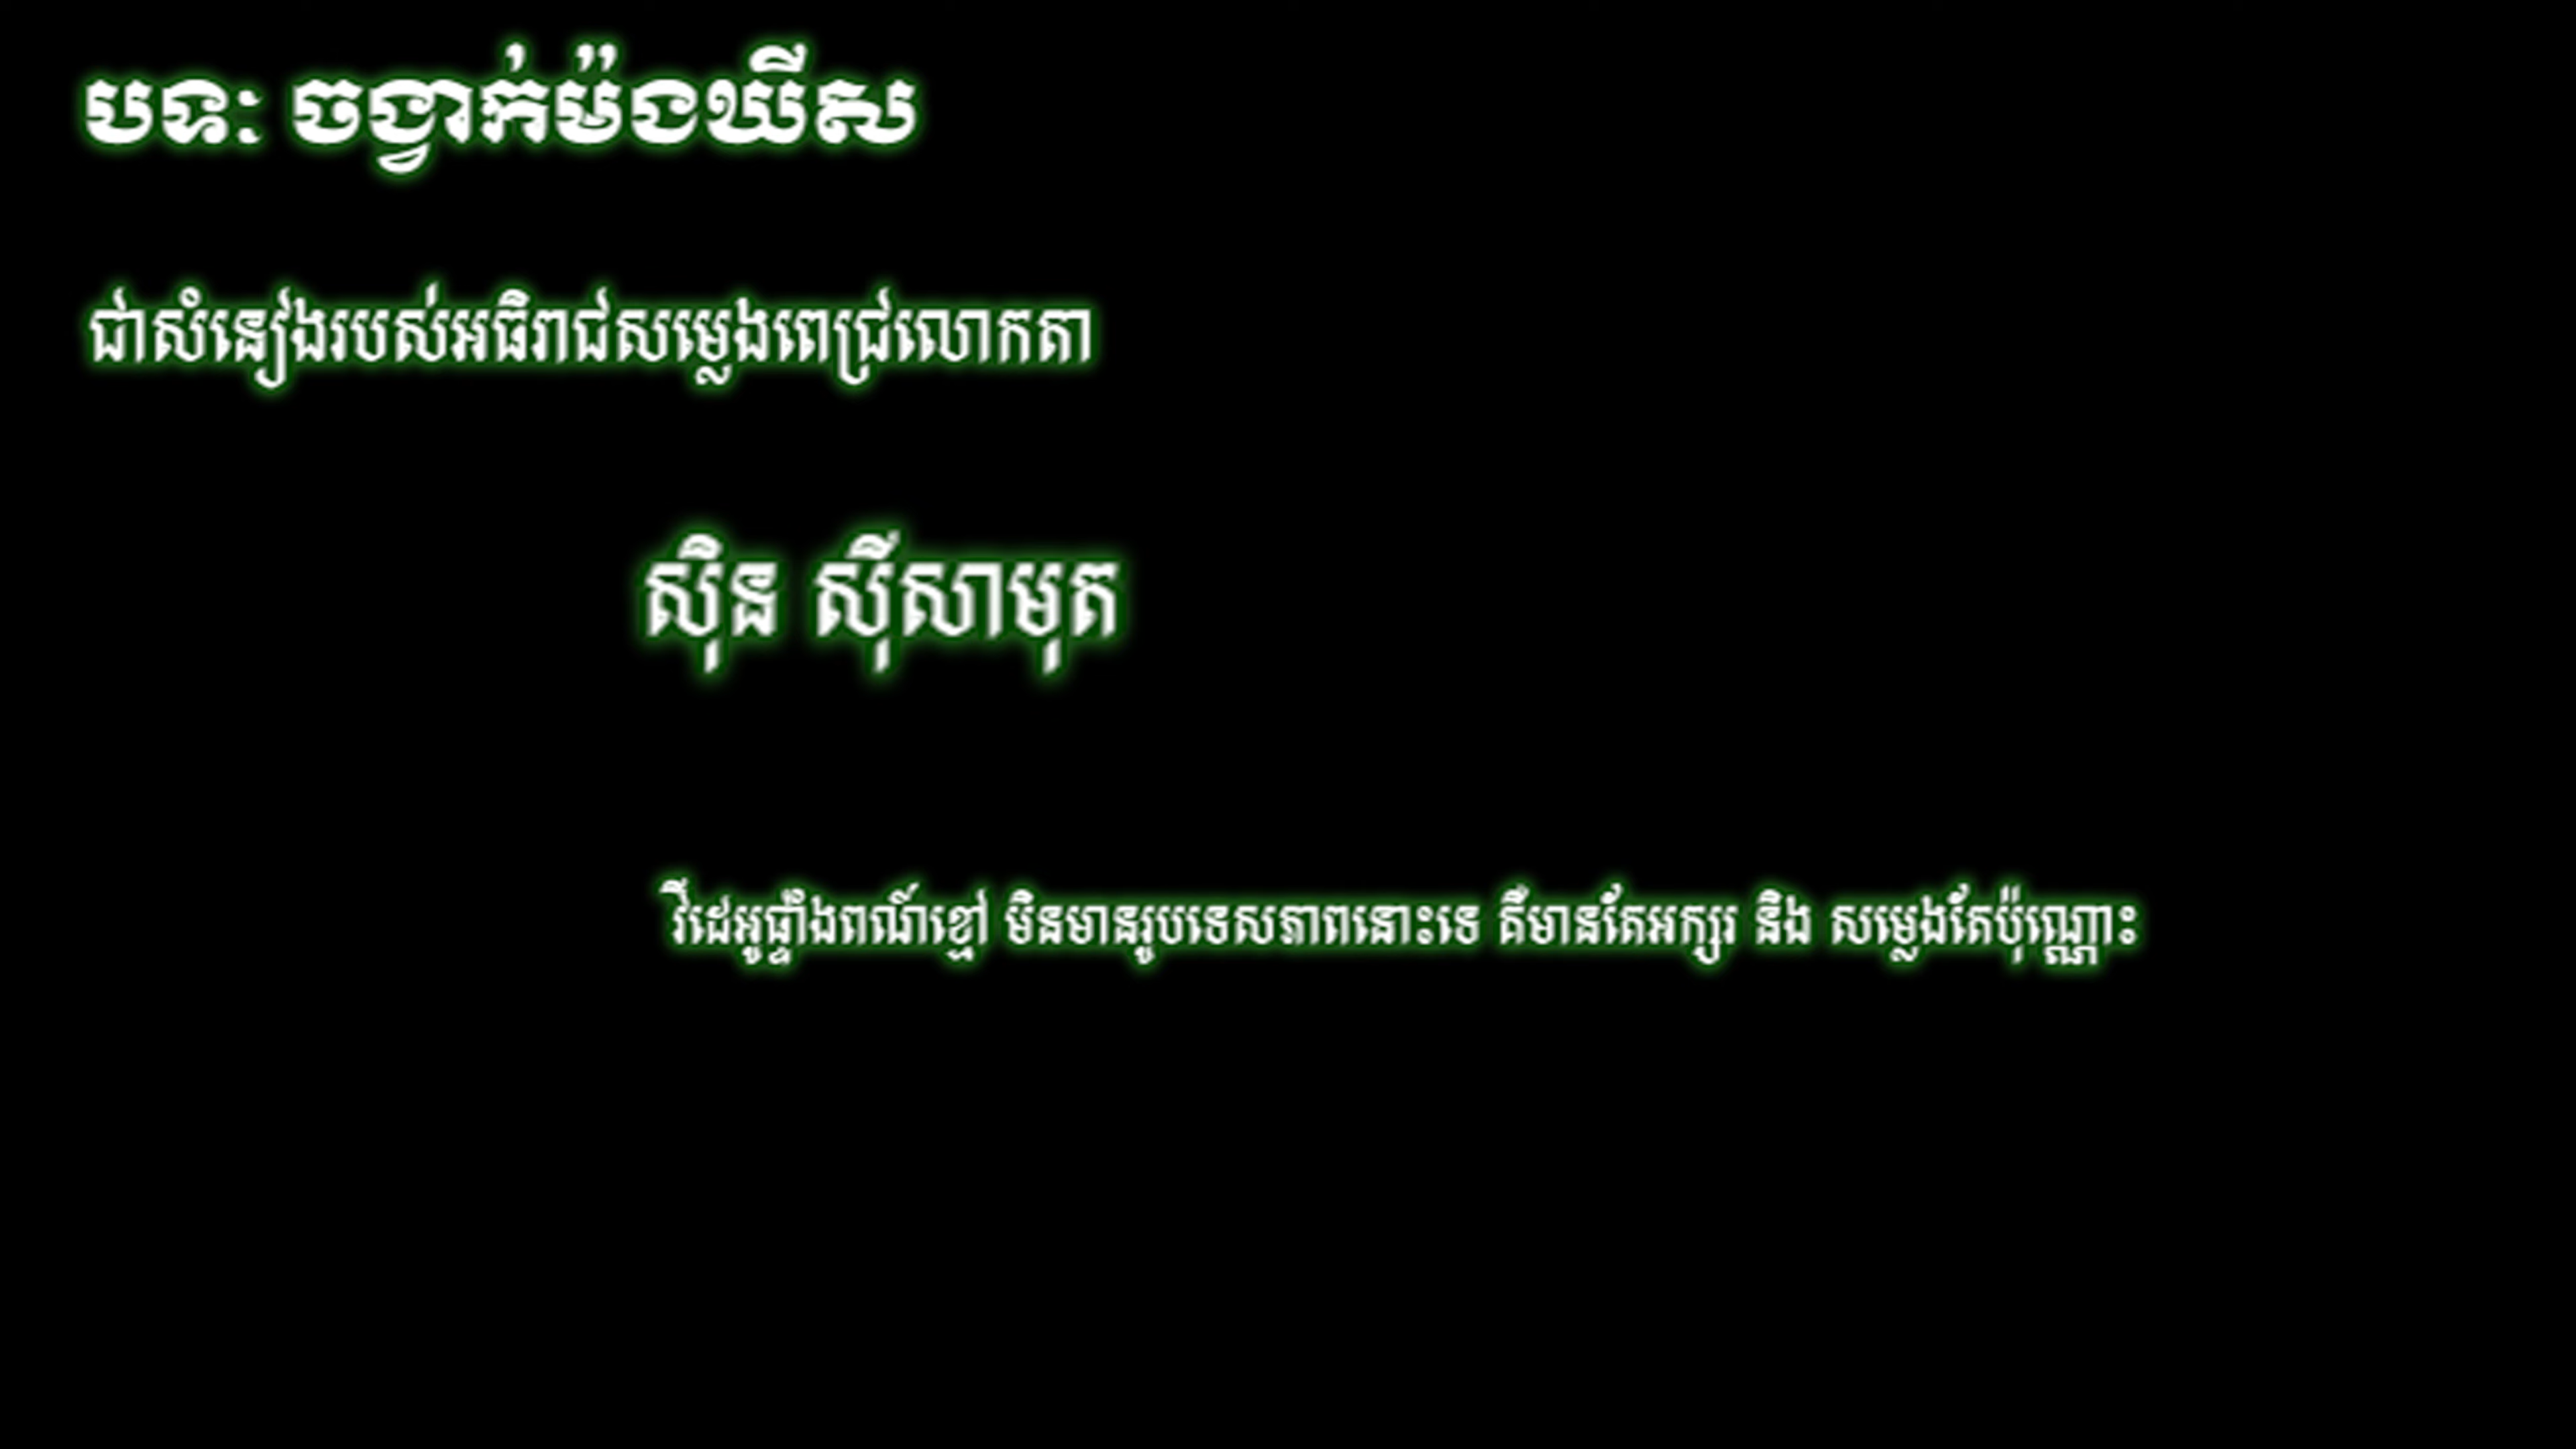 បទ: ចង្វាក់ម៉ងឃីស
ជាសំនៀងរបស់អធិរាជសម្លេងពេជ្រលោកតា
ស៊ិន ស៊ីសាមុត
វីដេអូផ្ទាំងពណ៍ខ្មៅ មិនមានរូបទេសភាពនោះទេ គឺមានតែអក្សរ និង សម្លេងតែប៉ុណ្ណោះ